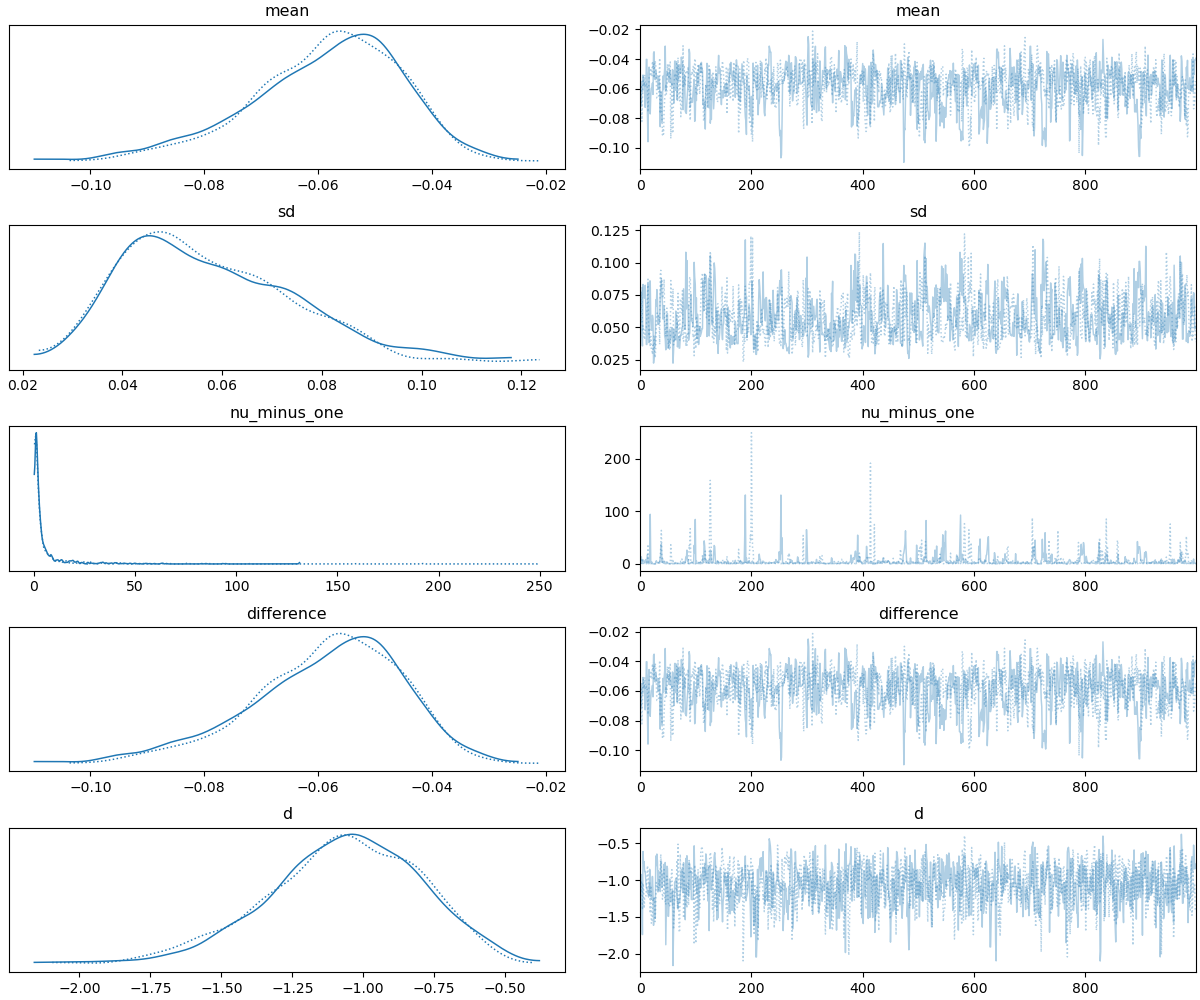 mean
−0.10 −0.08 −0.06 −0.04 −0.02
mean
−0.02
−0.04
−0.06
−0.08
−0.10
0 200 400 600 800
sd
0.02 0.04 0.06 0.08 0.10 0.12
sd
0.125
0.100
0.075
0.050
0.025
0 200 400 600 800
nu_minus_one
0 50 100 150 200 250
nu_minus_one
200
100
0
0 200 400 600 800
difference
−0.10 −0.08 −0.06 −0.04 −0.02
difference
−0.02
−0.04
−0.06
−0.08
−0.10
0 200 400 600 800
d
−2.00 −1.75 −1.50 −1.25 −1.00 −0.75 −0.50
d
−0.5
−1.0
−1.5
−2.0
0 200 400 600 800